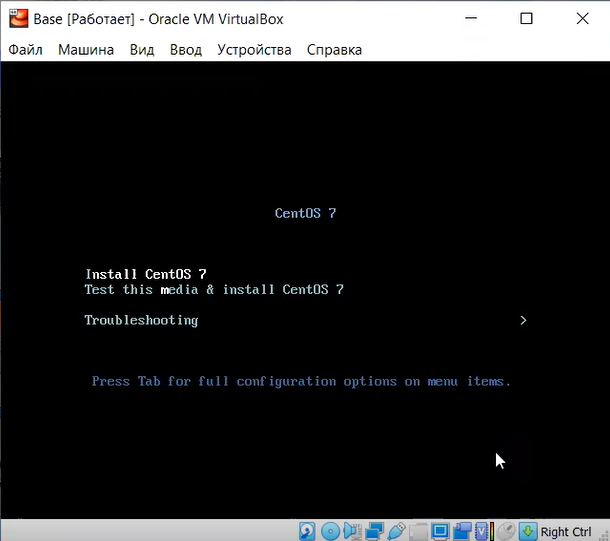 Base [Работает] - Oracle VM VirtualBox
Файл Машина Вид Ввод Устройства Справка
CentOS 7
Install CentOS 7
Test this media & install CentOS 7
Troubleshooting >
Press Tab for full configuration options on menu items.
Right Ctrl